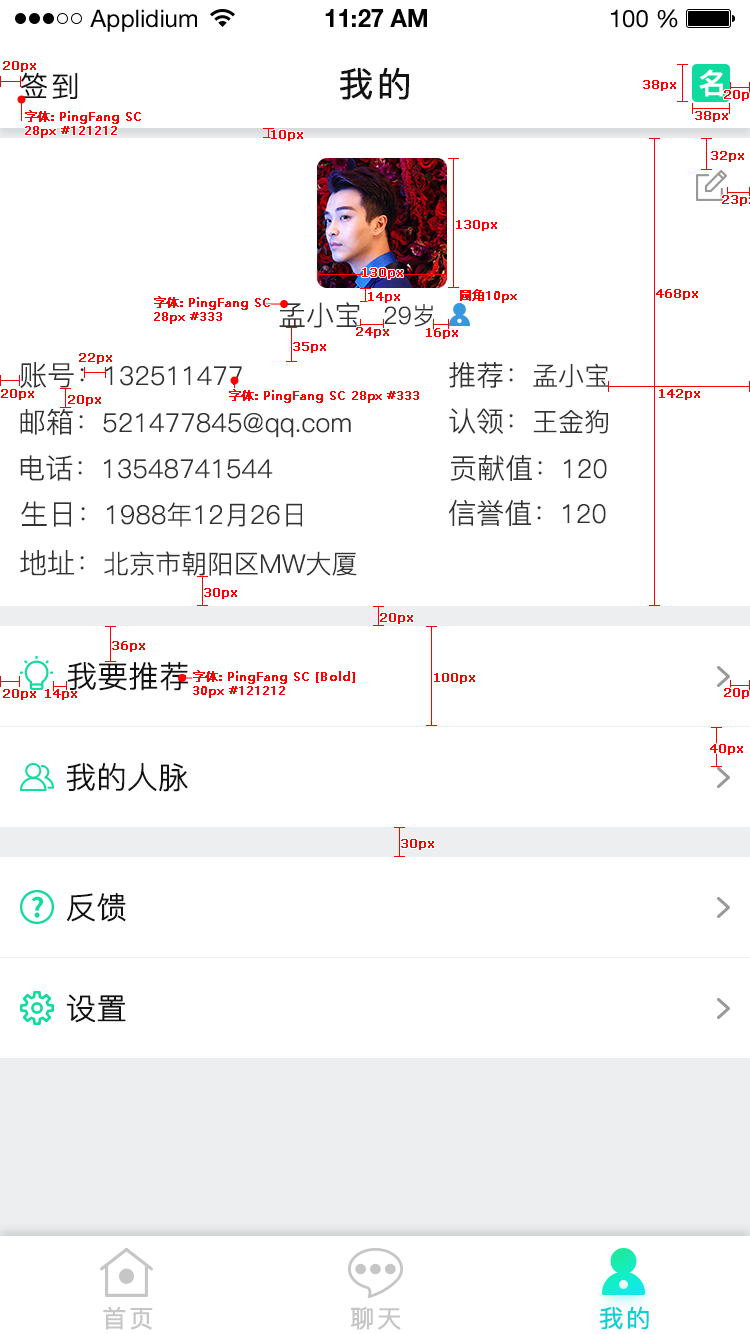 Applidium 11:27 AM 100 %
20px
签到 我的 38px 名 20px
字体: PingFang SC
28px #121212
38px
10px
32px
23px
130px
130px
468px
14px 圆角10px
字体: PingFang SC
28px #333
孟小宝 29岁
24px 16px
35px
22px
账号: 132511477 推荐: 孟小宝
20px 20px 142px
字体: PingFang SC 28px #333
邮箱: 521477845@qq.com 认领: 王金狗
电话: 13548741544 贡献值: 120
生日: 1988年12月26日 信誉值: 120
地址: 北京市朝阳区MW大厦
30px
20px
36px
我要推荐
字体: PingFang SC [Bold]
30px #121212
100px
20px 14px 20px
40px
我的人脉
30px
反馈
设置
首页 聊天 我的